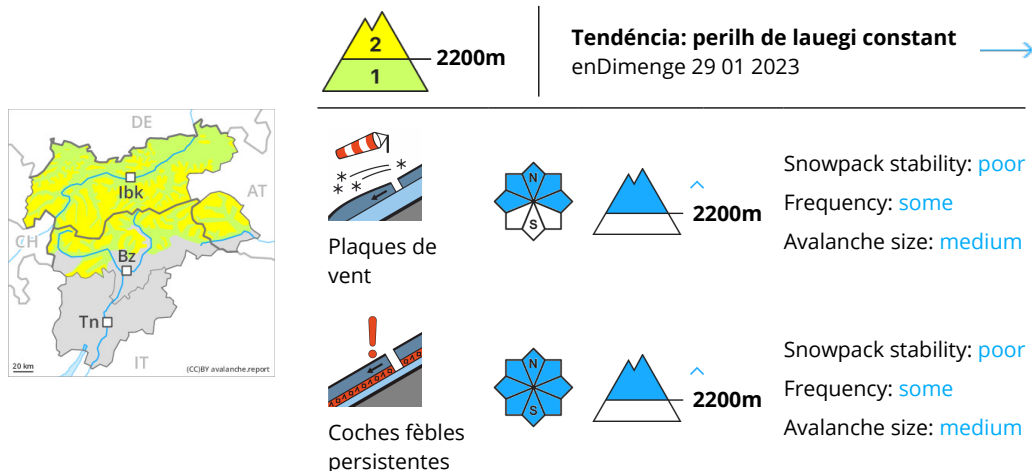 2
1
2200m
Tendéncia: perilh de lauegi constant
enDimenge 29 01 2023
DE
Ibk
AT
CH
Bz
Tn
IT
20 km
(CC)BY avalanche.report
N
S
2200m
Plaques de
vent
Snowpack stability: poor
Frequency: some
Avalanche size: medium
N
S
2200m
Coches fèbles
persistentes
Snowpack stability: poor
Frequency: some
Avalanche size: medium